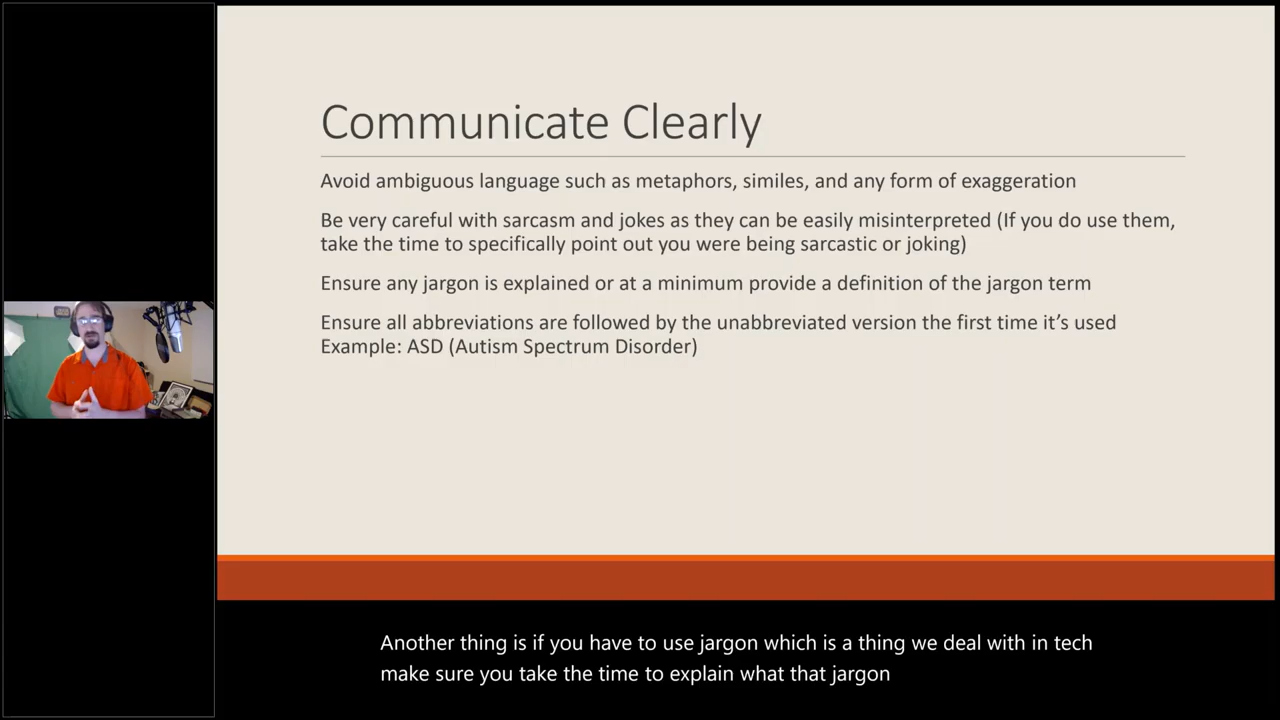 Communicate Clearly
Avoid ambiguous language such as metaphors, similes, and any form of exaggeration
Be very careful with sarcasm and jokes as they can be easily misinterpreted (If you do use them,
take the time to specifically point out you were being sarcastic or joking)
Ensure any jargon is explained or at a minimum provide a definition of the jargon term
Ensure all abbreviations are followed by the unabbreviated version the first time it’s used
Example: ASD (Autism Spectrum Disorder)
Another thing is if you have to use jargon which is a thing we deal with in tech
make sure you take the time to explain what that jargon